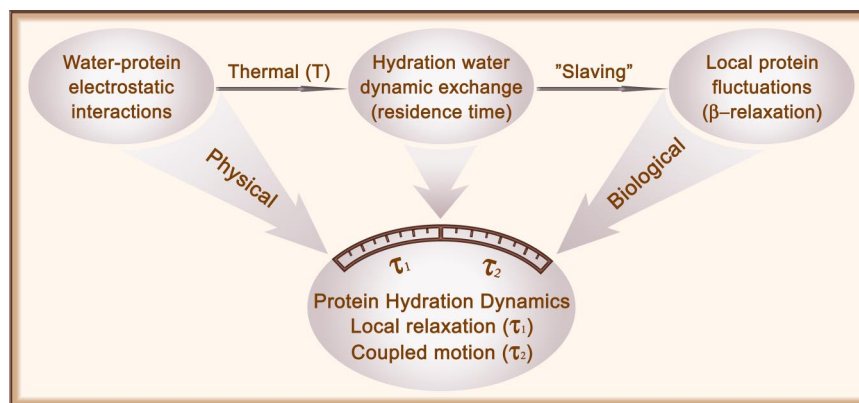 Water-protein
electrostatic
interactions
Thermal (T)
Hydration water
dynamic exchange
(residence time)
"Slaving"
Local protein
fluctuations
(β–relaxation)
Physical
Biological
τ₁
τ₂
Protein Hydration Dynamics
Local relaxation (τ₁)
Coupled motion (τ₂)